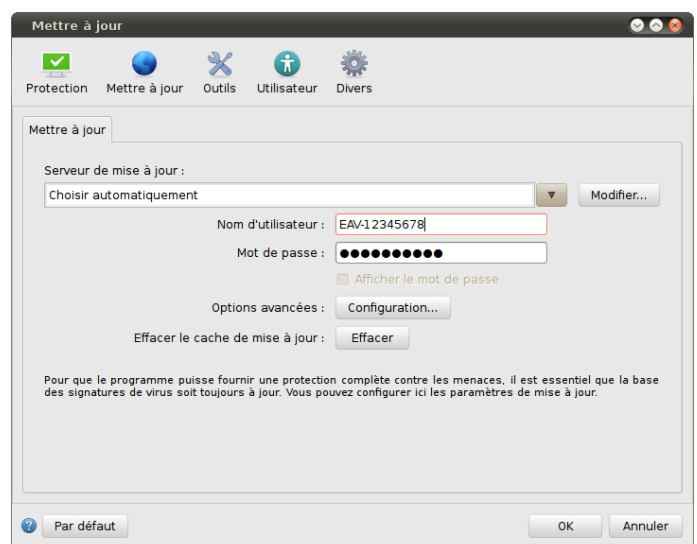 Mettre à jour
Protection Mettre à jour Outils Utilisateur Divers
Mettre à jour
Serveur de mise à jour :
Choisir automatiquement Modifier...
Nom d'utilisateur : EAV-12345678
Mot de passe : ●●●●●●●●●●
Afficher le mot de passe
Options avancées : Configuration...
Effacer le cache de mise à jour : Effacer
Pour que le programme puisse fournir une protection complète contre les menaces, il est essentiel que la base
des signatures de virus soit toujours à jour. Vous pouvez configurer ici les paramètres de mise à jour.
? Par défaut OK Annuler